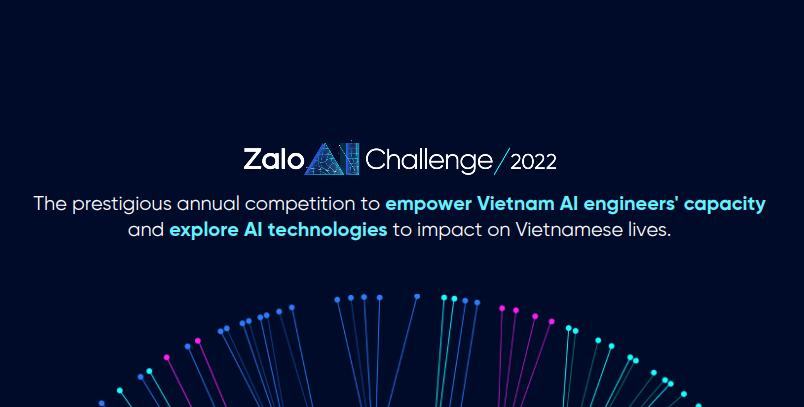 Zalo AI Challenge/2022
The prestigious annual competition to empower Vietnam AI engineers' capacity
and explore AI technologies to impact on Vietnamese lives.